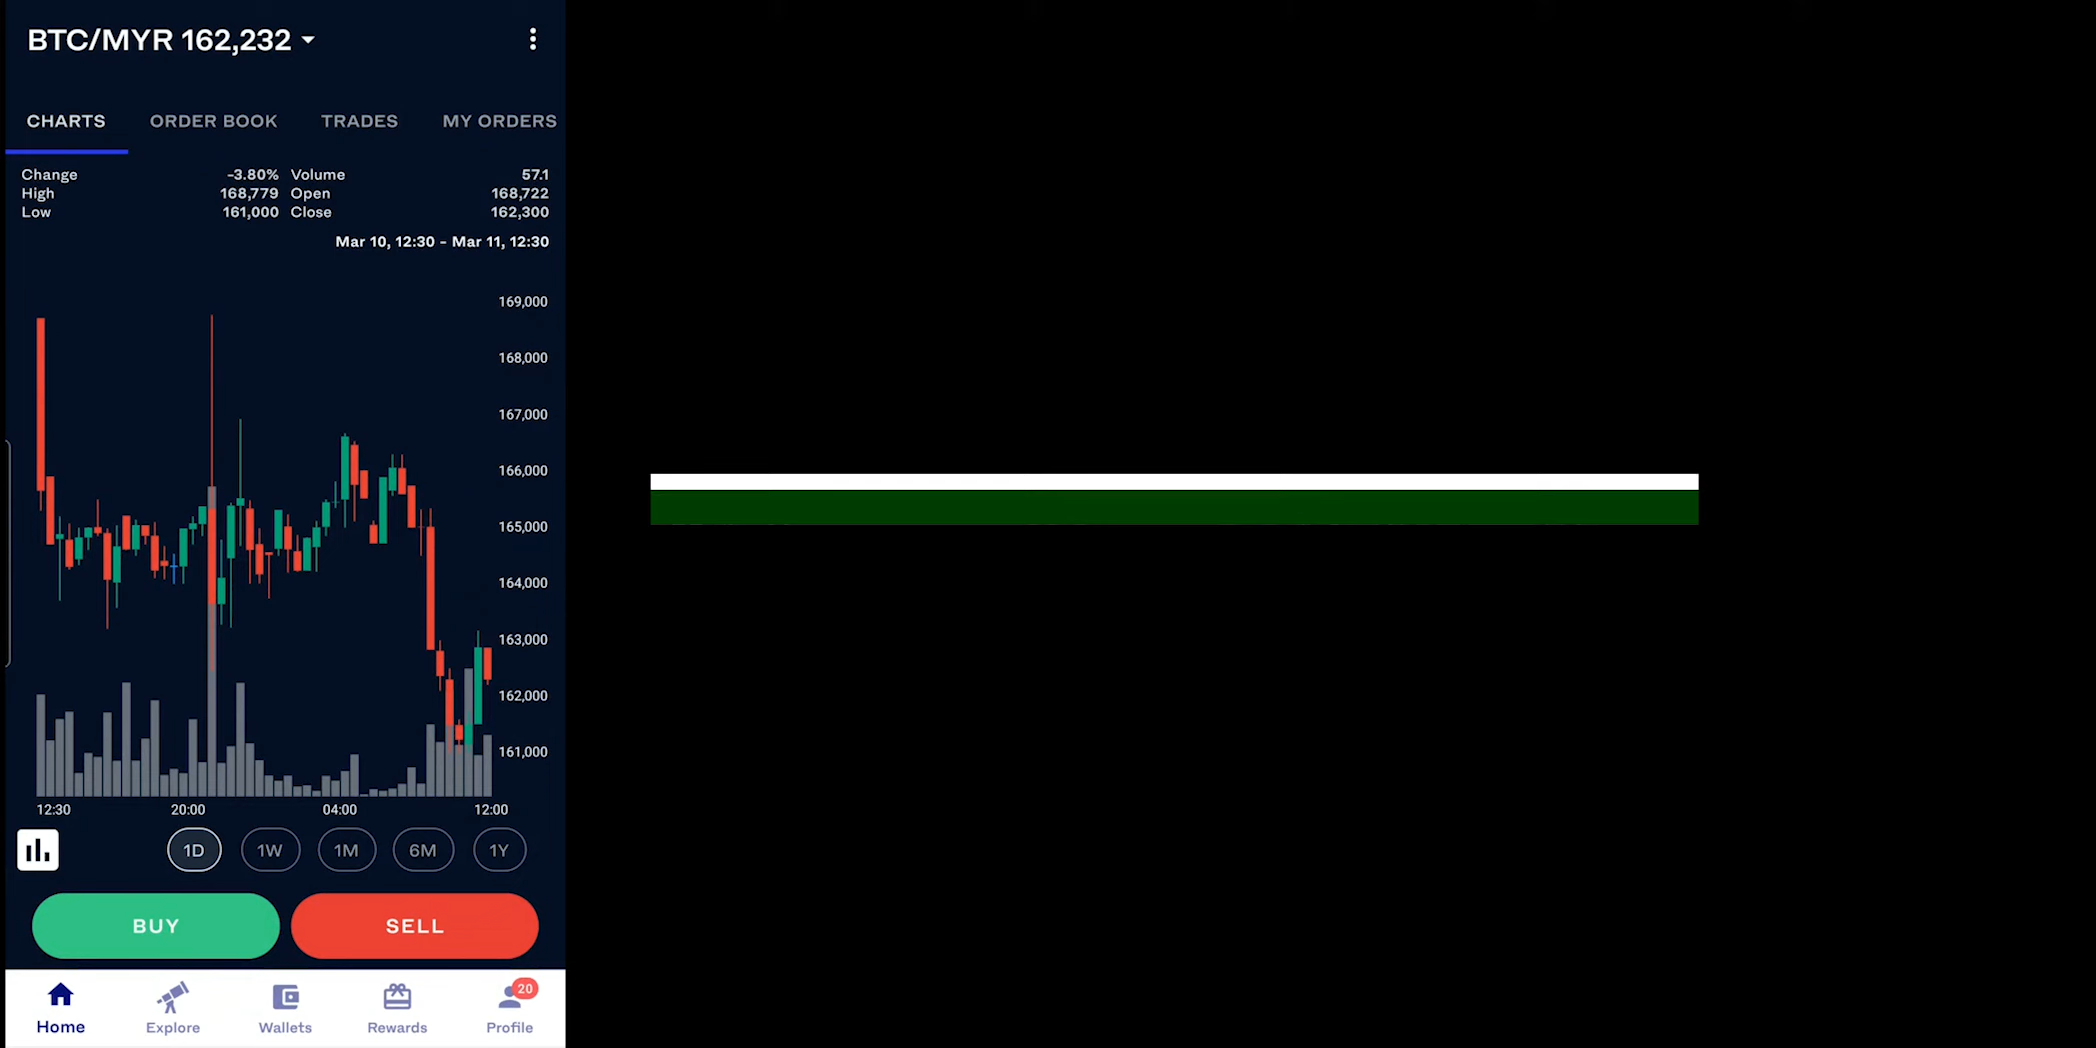 BTC/MYR 162,232
CHARTS ORDER BOOK TRADES MY ORDERS
Change -3.80% Volume 57.1
High 168,779 Open 168,722
Low 161,000 Close 162,300
Mar 10, 12:30 - Mar 11, 12:30
169,000
168,000
167,000
166,000
165,000
164,000
163,000
162,000
161,000
12:30 20:00 04:00 12:00
1D 1W 1M 6M 1Y
BUY SELL
20
Home Explore Wallets Rewards Profile